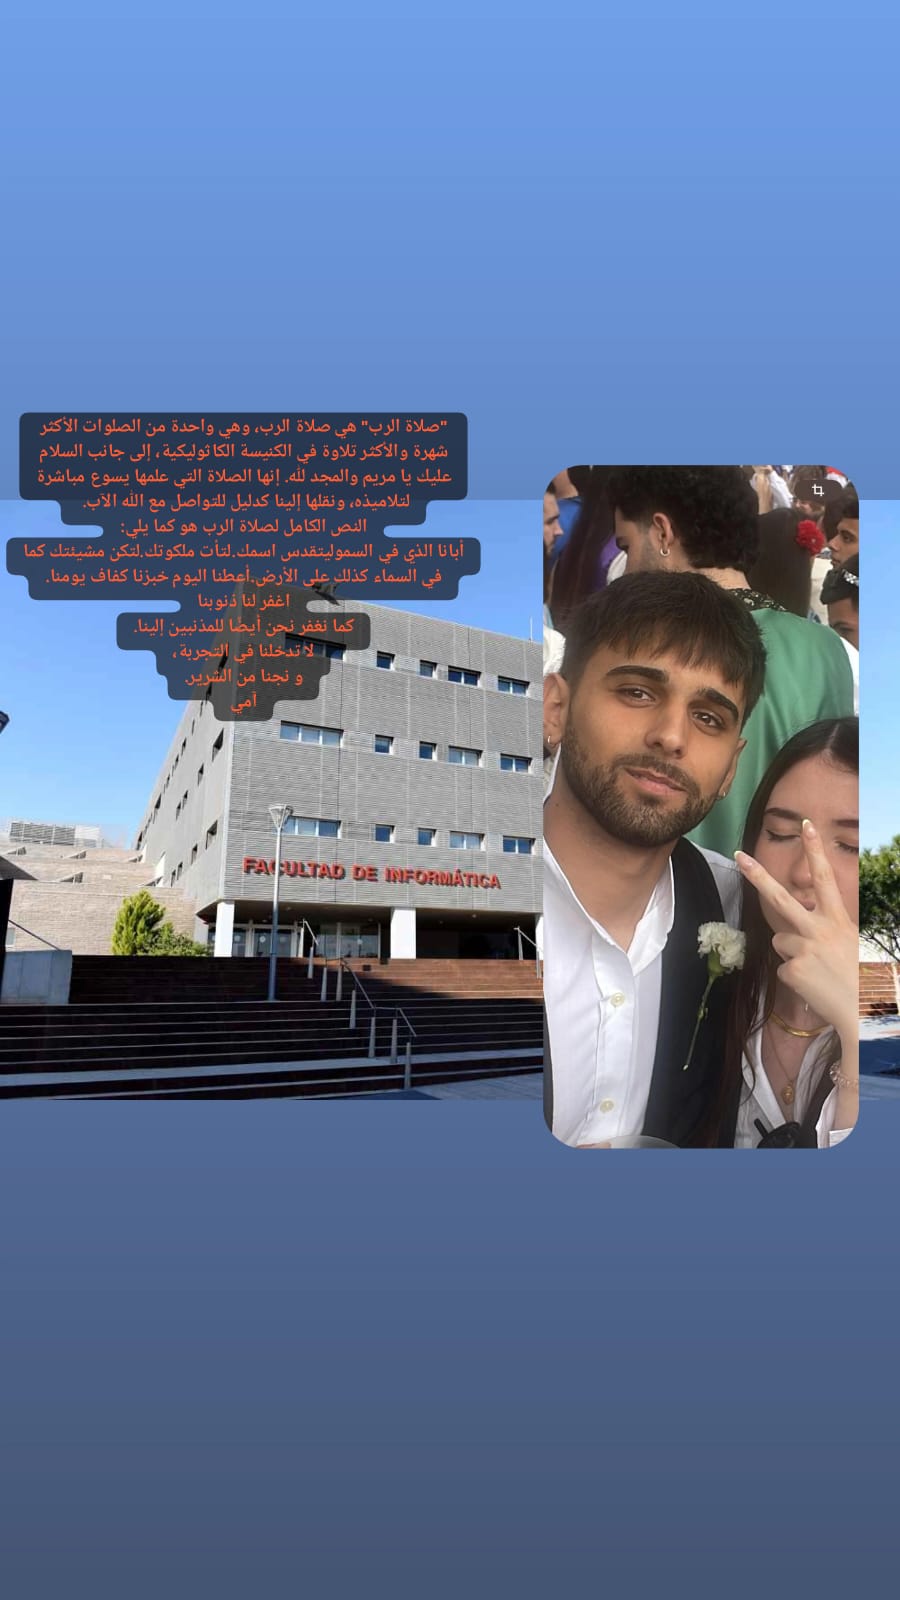 "صلاة الرب" هي صلاة الرب، وهي واحدة من الصلوات الأكثر
شهرة والأكثر تلاوة في الكنيسة الكاثوليكية، إلى جانب السلام
عليك يا مريم والمجد لله. إنها الصلاة التي علمها يسوع مباشرة
لتلاميذه، ونقلها إلينا كدليل للتواصل مع الله الآب.
النص الكامل لصلاة الرب هو كما يلي:
أبانا الذي في السموليتقدس اسمك.لتأت ملكوتك.لتكن مشيئتك كما
في السماء كذلك على الأرض.أعطنا اليوم خبزنا كفاف يومنا.
اغفر لنا ذنوبنا
كما نغفر نحن أيضا للمذنبين إلينا.
لا تدخلنا في التجربة،
و نجنا من الشرير.
آمي
FACULTAD DE INFORMÁTICA